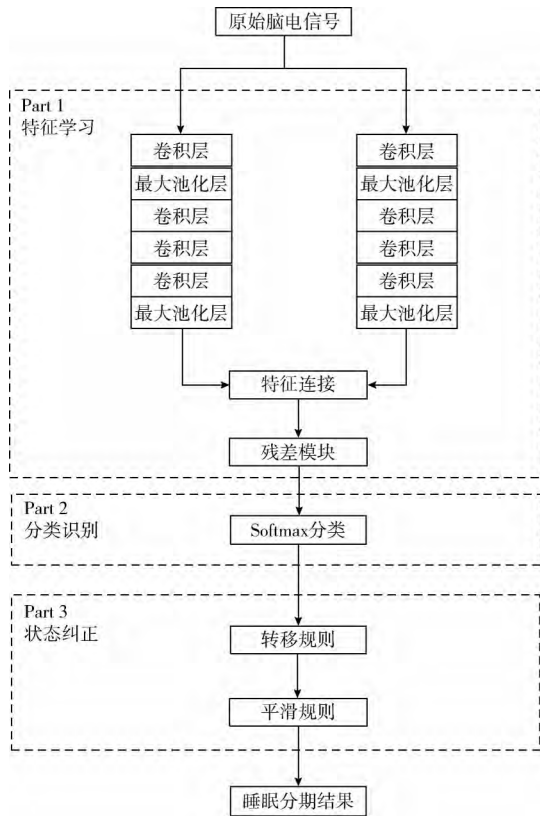 原始脑电信号
Part 1
特征学习
卷积层
最大池化层
卷积层
卷积层
卷积层
最大池化层
卷积层
最大池化层
卷积层
卷积层
卷积层
最大池化层
特征连接
残差模块
Part 2
分类识别
Softmax分类
Part 3
状态纠正
转移规则
平滑规则
睡眠分期结果